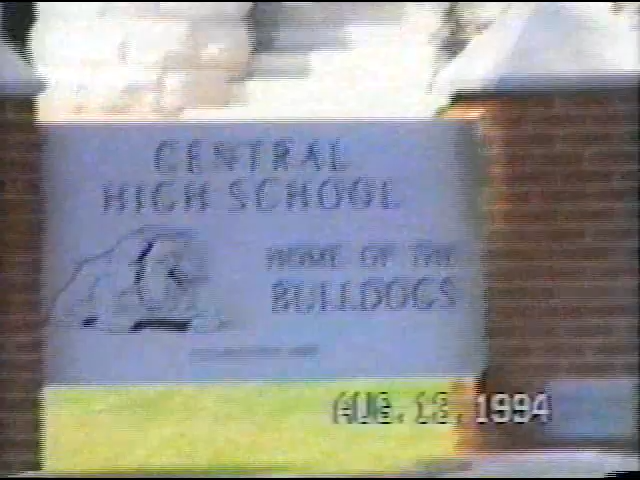 CENTRAL
HIGH SCHOOL
HOME OF THE
BULLDOGS
AUG. 13, 1994